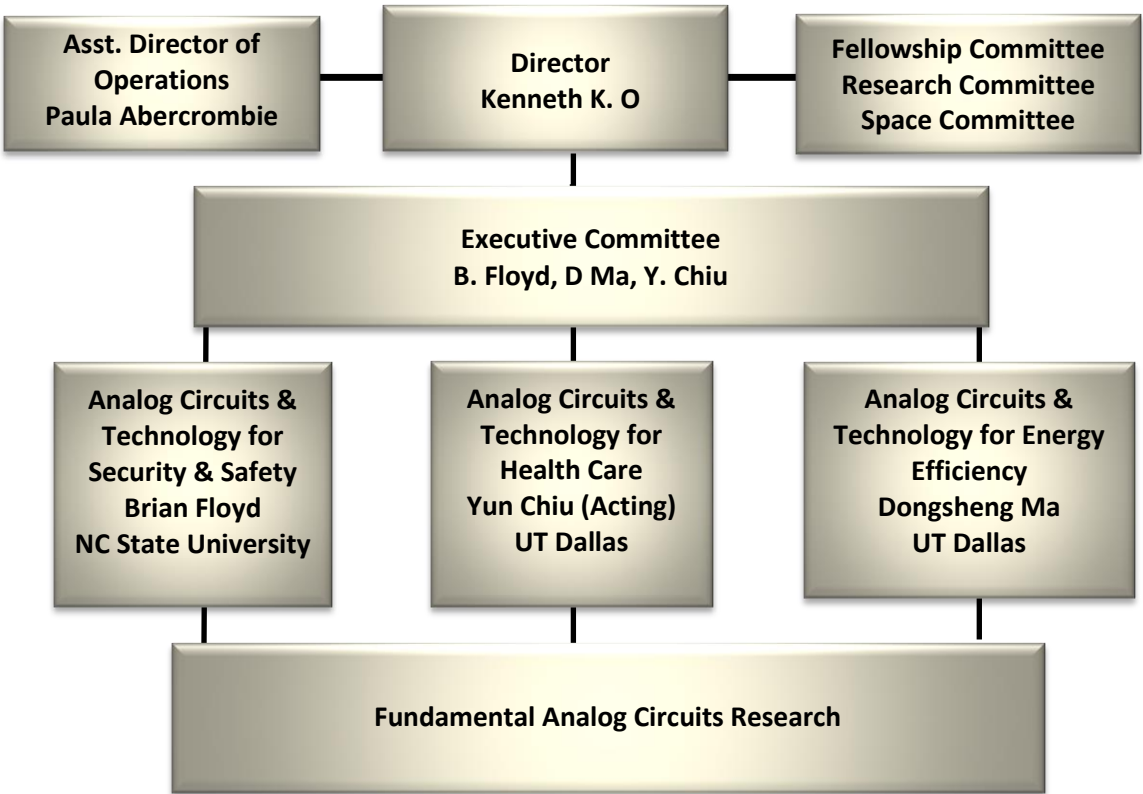 Asst. Director of
Operations
Paula Abercrombie
Director
Kenneth K. O
Fellowship Committee
Research Committee
Space Committee
Executive Committee
B. Floyd, D Ma, Y. Chiu
Analog Circuits &
Technology for
Security & Safety
Brian Floyd
NC State University
Analog Circuits &
Technology for
Health Care
Yun Chiu (Acting)
UT Dallas
Analog Circuits &
Technology for Energy
Efficiency
Dongsheng Ma
UT Dallas
Fundamental Analog Circuits Research